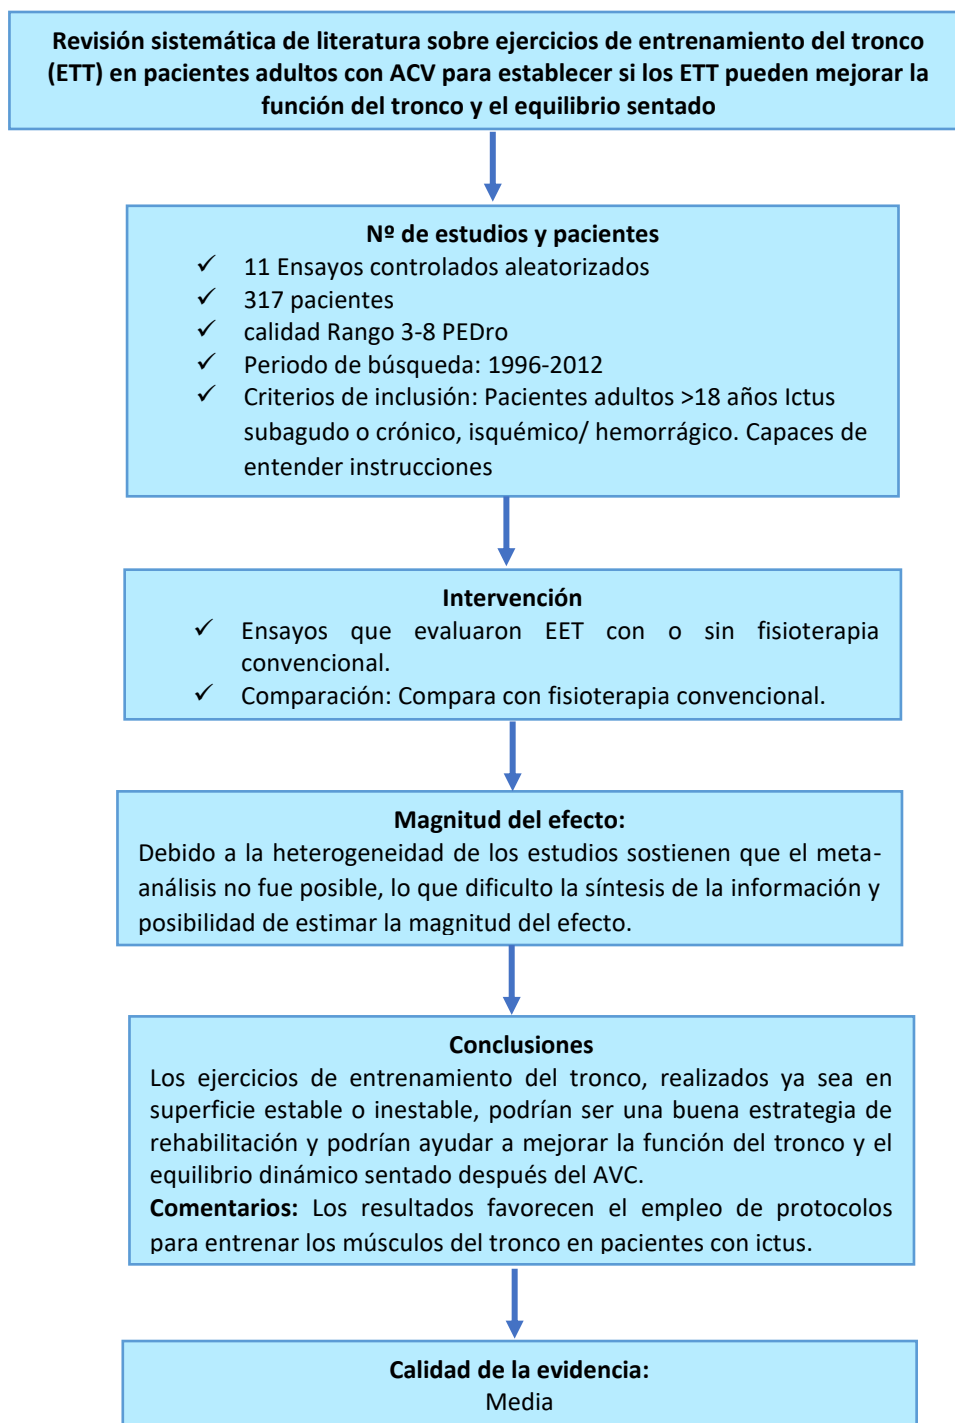 Revisión sistemática de literatura sobre ejercicios de entrenamiento del tronco
(ETT) en pacientes adultos con ACV para establecer si los ETT pueden mejorar la
función del tronco y el equilibrio sentado
Nº de estudios y pacientes
✓ 11 Ensayos controlados aleatorizados
✓ 317 pacientes
✓ calidad Rango 3-8 PEDro
✓ Periodo de búsqueda: 1996-2012
✓ Criterios de inclusión: Pacientes adultos >18 años Ictus
subagudo o crónico, isquémico/ hemorrágico. Capaces de
entender instrucciones
Intervención
✓ Ensayos que evaluaron EET con o sin fisioterapia
convencional.
✓ Comparación: Compara con fisioterapia convencional.
Magnitud del efecto:
Debido a la heterogeneidad de los estudios sostienen que el meta-
análisis no fue posible, lo que dificulto la síntesis de la información y
posibilidad de estimar la magnitud del efecto.
Conclusiones
Los ejercicios de entrenamiento del tronco, realizados ya sea en
superficie estable o inestable, podrían ser una buena estrategia de
rehabilitación y podrían ayudar a mejorar la función del tronco y el
equilibrio dinámico sentado después del AVC.
Comentarios: Los resultados favorecen el empleo de protocolos
para entrenar los músculos del tronco en pacientes con ictus.
Calidad de la evidencia:
Media